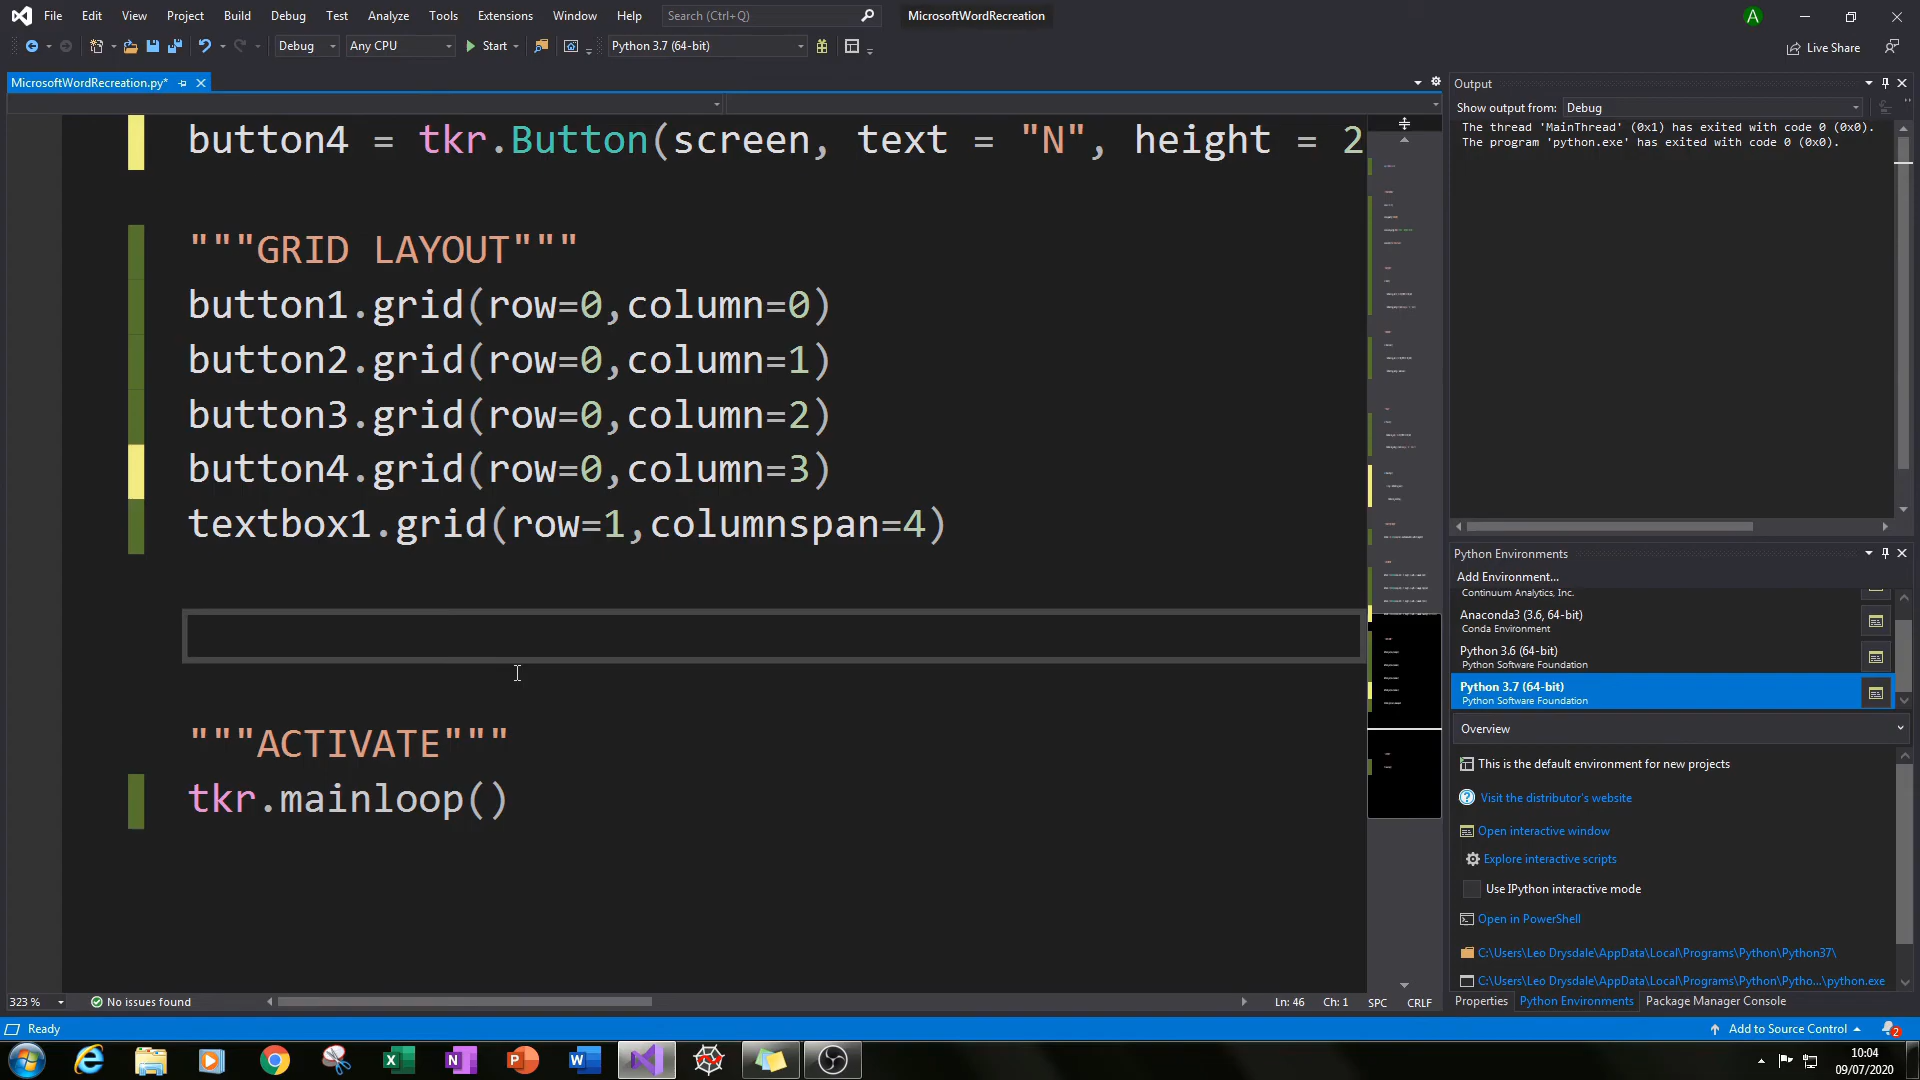 File Edit View Project Build Debug Test Analyze Tools Extensions Window Help Search (Ctrl+Q) MicrosoftWordRecreation A
Debug Any CPU Start Python 3.7 (64-bit) Live Share
MicrosoftWordRecreation.py*
button4 = tkr.Button(screen, text = "N", height = 2
"""GRID LAYOUT"""
button1.grid(row=0,column=0)
button2.grid(row=0,column=1)
button3.grid(row=0,column=2)
button4.grid(row=0,column=3)
textbox1.grid(row=1,columnspan=4)
"""ACTIVATE"""
tkr.mainloop()
323 % No issues found Ln: 46 Ch: 1 SPC CRLF
Output
Show output from: Debug
The thread 'MainThread' (0x1) has exited with code 0 (0x0).
The program 'python.exe' has exited with code 0 (0x0).
Python Environments
Add Environment...
Continuum Analytics, Inc.
Anaconda3 (3.6, 64-bit)
Conda Environment
Python 3.6 (64-bit)
Python Software Foundation
Python 3.7 (64-bit)
Python Software Foundation
Overview
This is the default environment for new projects
Visit the distributor's website
Open interactive window
Explore interactive scripts
Use IPython interactive mode
Open in PowerShell
C:\Users\Leo Drysdale\AppData\Local\Programs\Python\Python37\
C:\Users\Leo Drysdale\AppData\Local\Programs\Python\Pytho...\python.exe
Properties Python Environments Package Manager Console
Ready Add to Source Control 2
10:04
09/07/2020